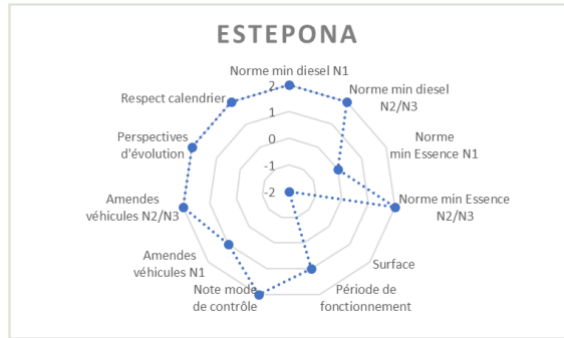 ESTEPONA
Norme min diesel N1
Norme min diesel
N2/N3
Norme
min Essence N1
Norme min Essence
N2/N3
Surface
Période de
fonctionnement
Note mode
de contrôle
Amendes
véhicules N1
Amendes
véhicules N2/N3
Perspectives
d'évolution
Respect calendrier
2
1
0
-1
-2